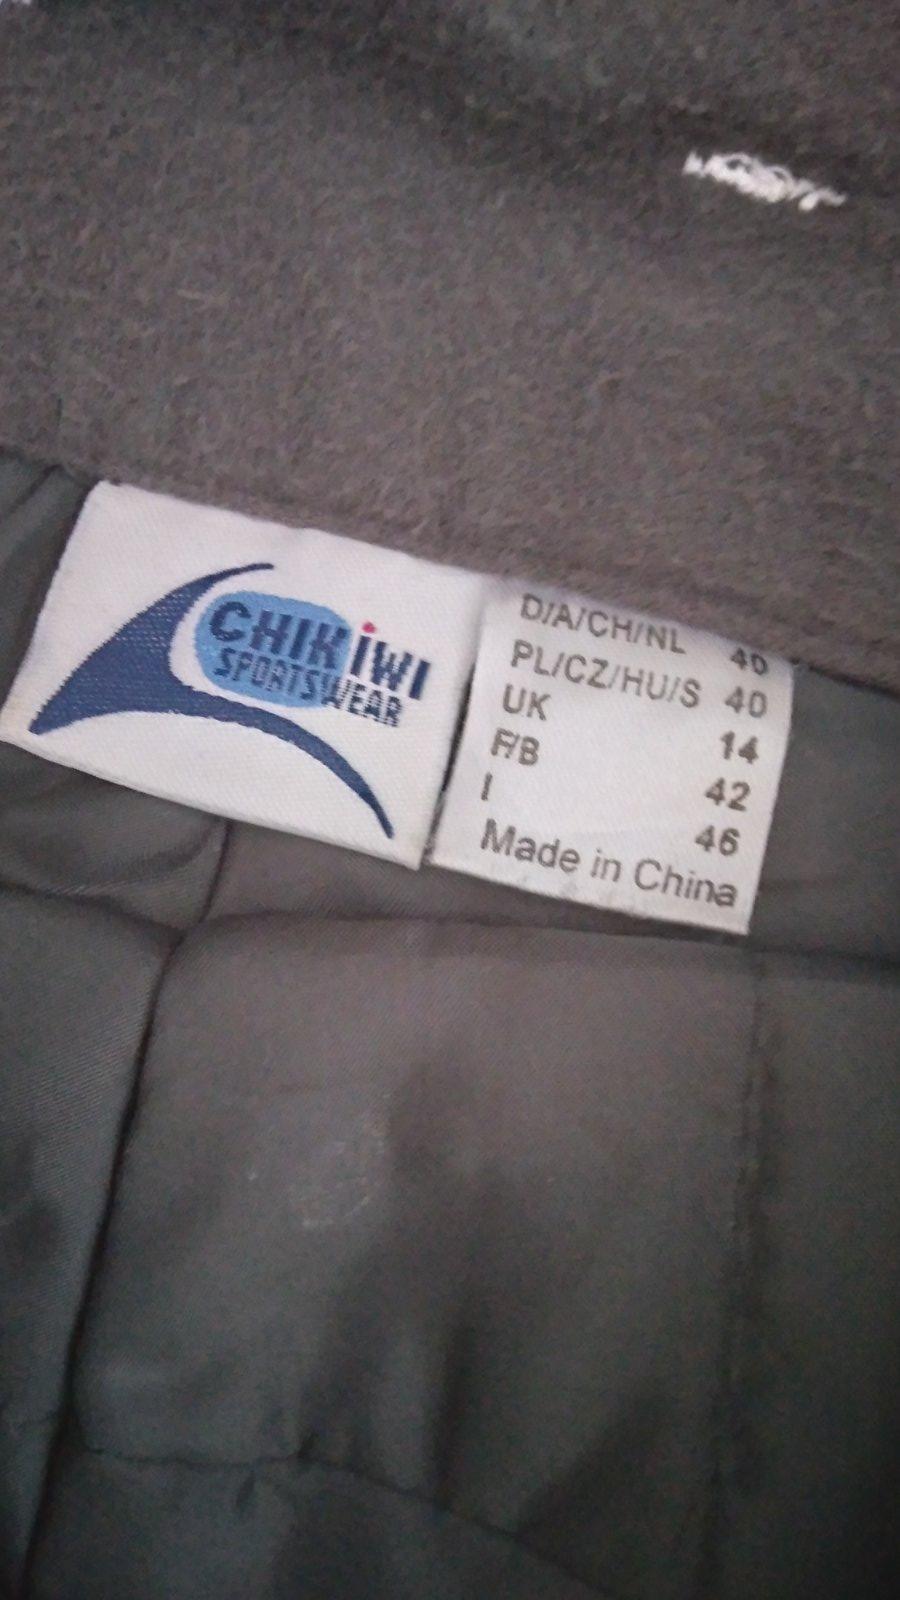 CHIKIWI
SPORTSWEAR
D/A/CH/NL 40
PL/CZ/HU/S 40
UK 14
F/B 42
I 46
Made in China